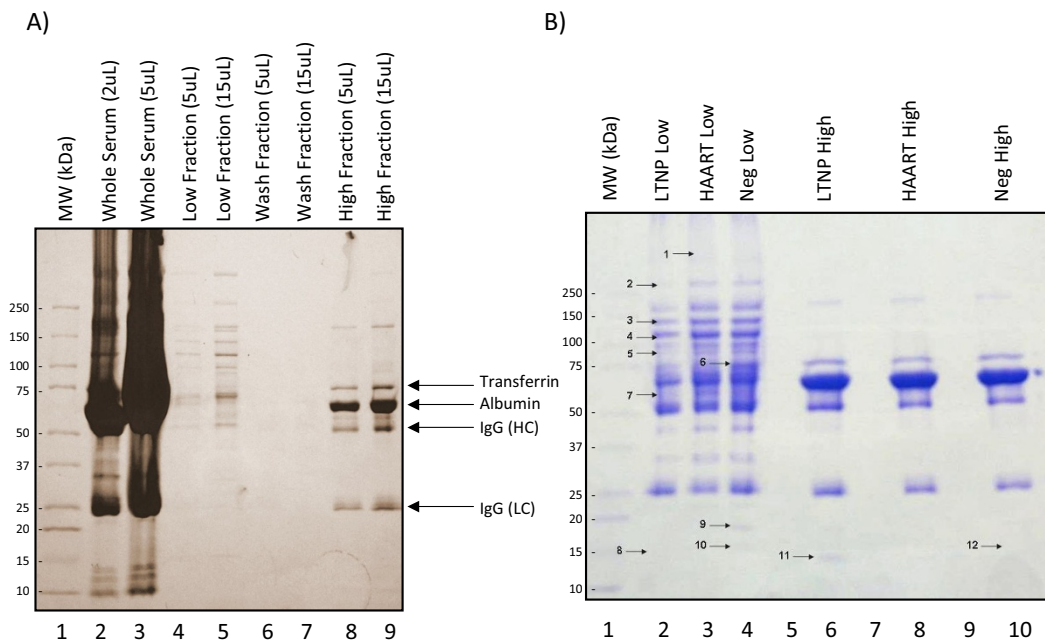 A)
MW (kDa)
Whole Serum (2uL)
Whole Serum (5uL)
Low Fraction (5uL)
Low Fraction (15uL)
Wash Fraction (5uL)
Wash Fraction (15uL)
High Fraction (5uL)
High Fraction (15uL)
250 -
150 -
100 -
75 -
50 -
37 -
25 -
20 -
15 -
10 -
Transferrin
Albumin
IgG (HC)
IgG (LC)
1 2 3 4 5 6 7 8 9
B)
MW (kDa)
LTNP Low
HAART Low
Neg Low
LTNP High
HAART High
Neg High
250 -
150 -
100 -
75 -
50 -
37 -
25 -
20 -
15 -
10 -
1
2
3
4
5
6
7
8
9
10
11
12
1 2 3 4 5 6 7 8 9 10